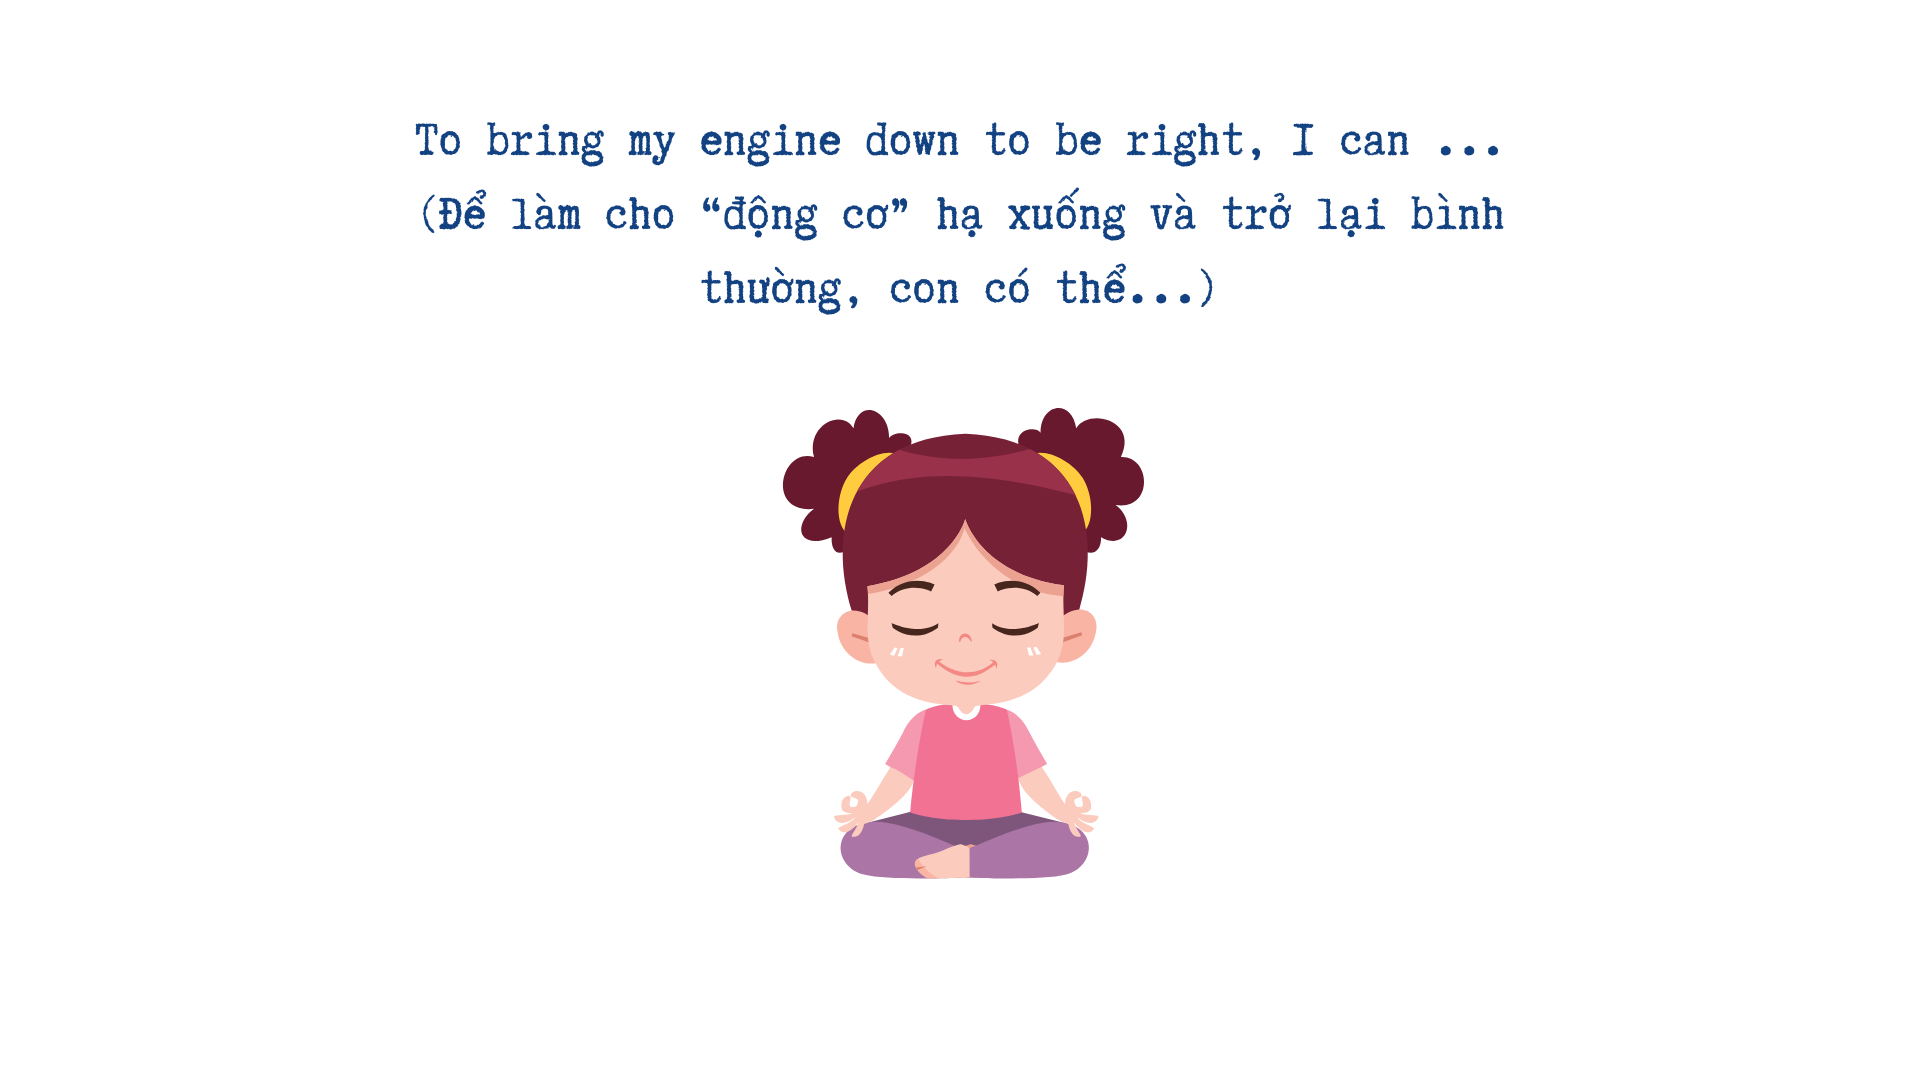 To bring my engine down to be right, I can ...
(Để làm cho “động cơ” hạ xuống và trở lại bình
thường, con có thể...)